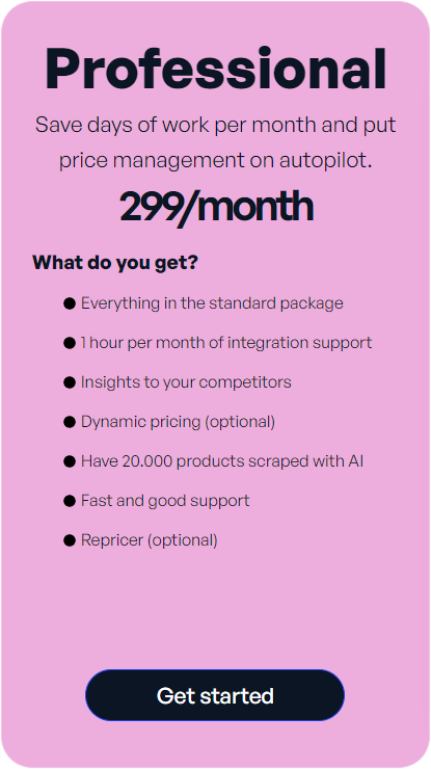 Professional
Save days of work per month and put
price management on autopilot.
299/month
What do you get?
● Everything in the standard package
● 1 hour per month of integration support
● Insights to your competitors
● Dynamic pricing (optional)
● Have 20.000 products scraped with AI
● Fast and good support
● Repricer (optional)
Get started